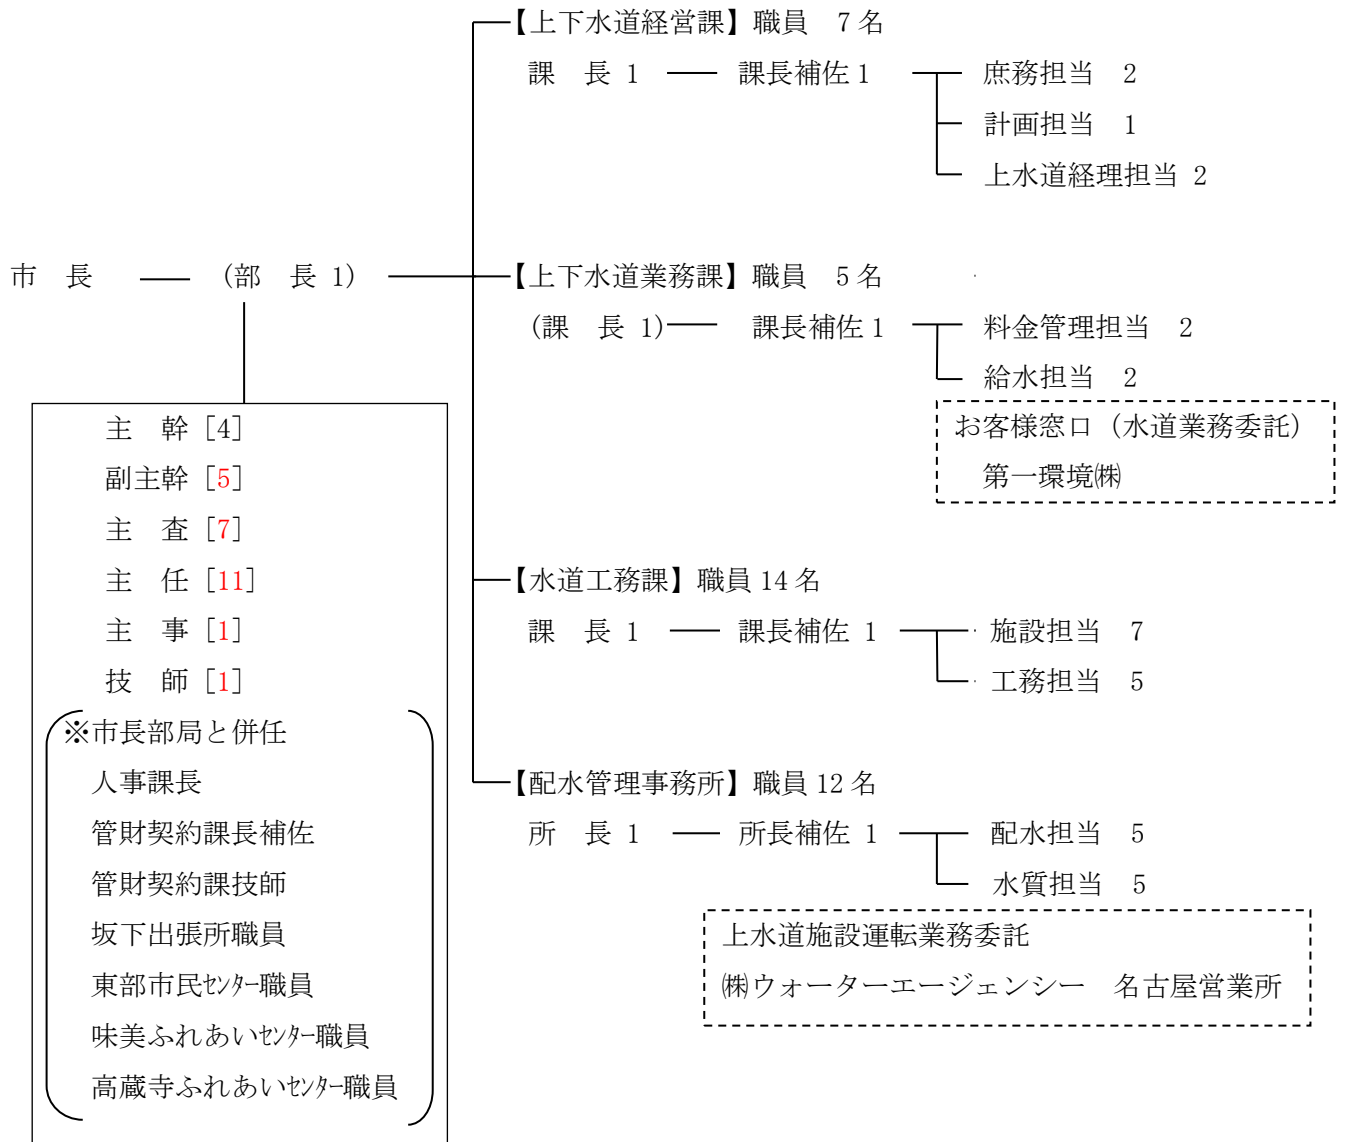 【上下水道経営課】職員 7名
課 長 1 課長補佐 1 庶務担当 2
計画担当 1
上水道経理担当 2
市 長 (部 長 1) 【上下水道業務課】職員 5名
(課 長 1) 課長補佐 1 料金管理担当 2
給水担当 2
お客様窓口（水道業務委託）
第一環境㈱
主 幹 [4]
副主幹 [5]
主 査 [7]
主 任 [11]
主 事 [1]
技 師 [1]
※市長部局と併任
人事課長
管財契約課長補佐
管財契約課技師
坂下出張所職員
東部市民ｾﾝﾀｰ職員
味美ふれあいｾﾝﾀｰ職員
高蔵寺ふれあいｾﾝﾀｰ職員
【水道工務課】職員 14名
課 長 1 課長補佐 1 施設担当 7
工務担当 5
【配水管理事務所】職員 12名
所 長 1 所長補佐 1 配水担当 5
水質担当 5
上水道施設運転業務委託
㈱ウォーターエージェンシー 名古屋営業所